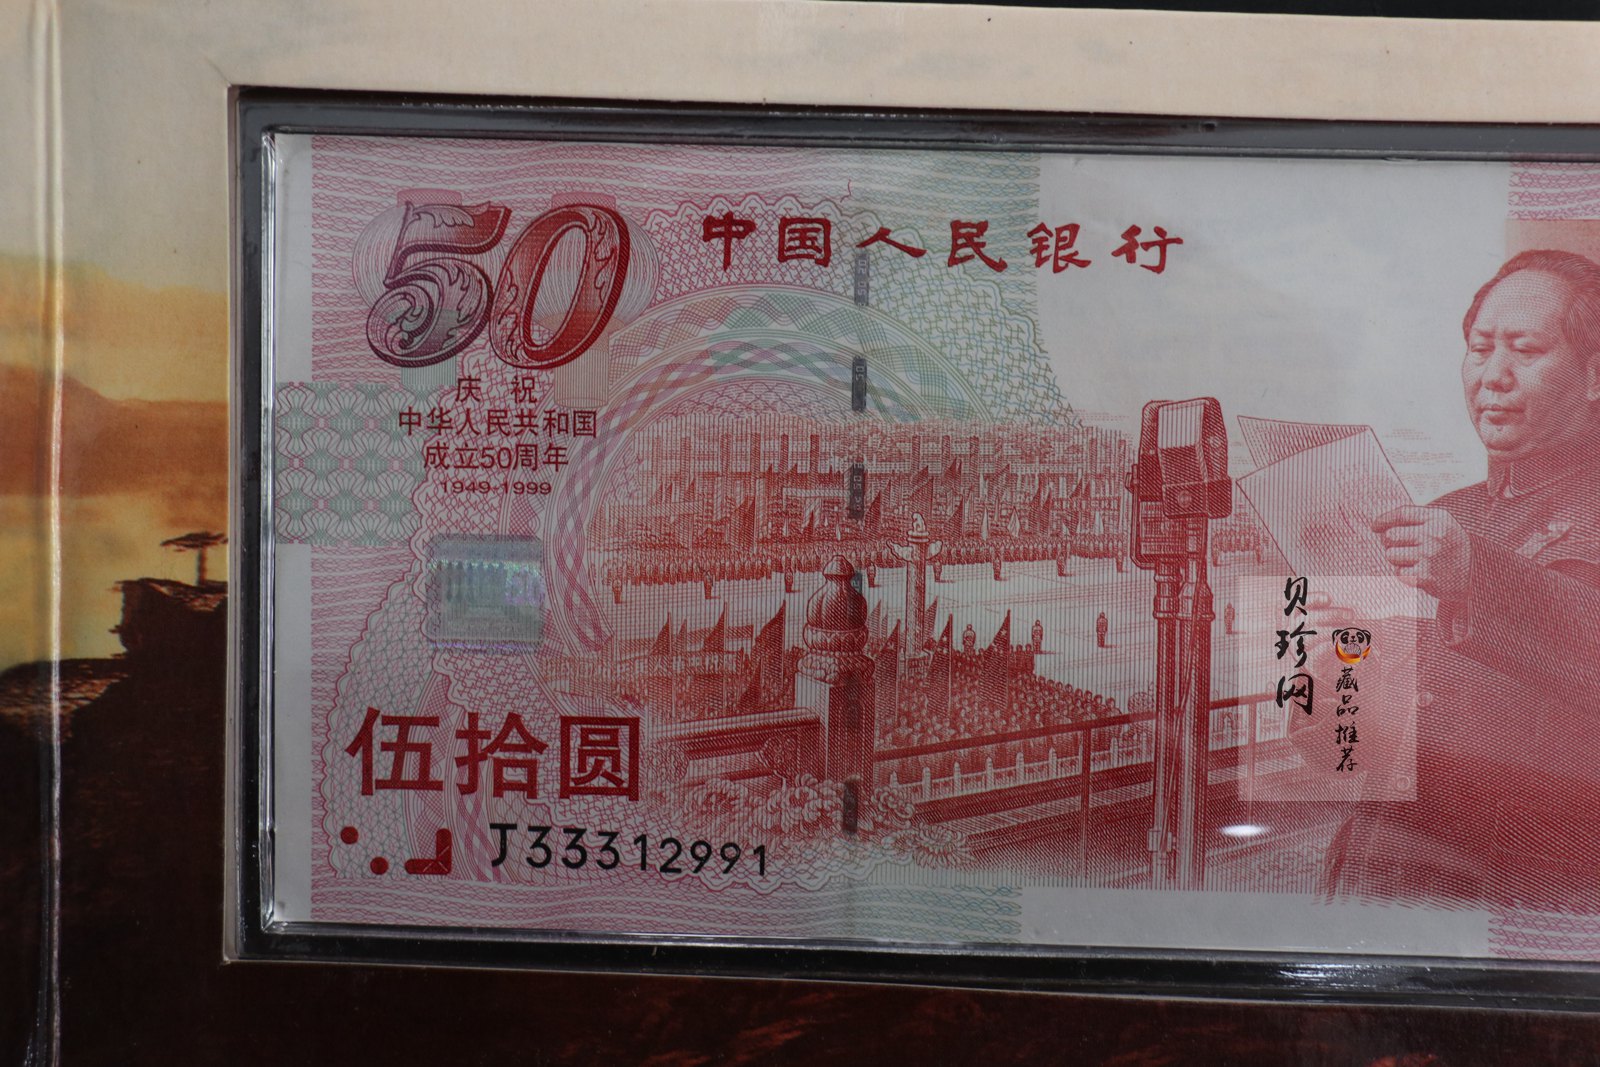 50
中国人民银行
庆 祝
中华人民共和国
成立50周年
1949-1999
伍拾圆
J33312991
贝珍网
藏品推荐